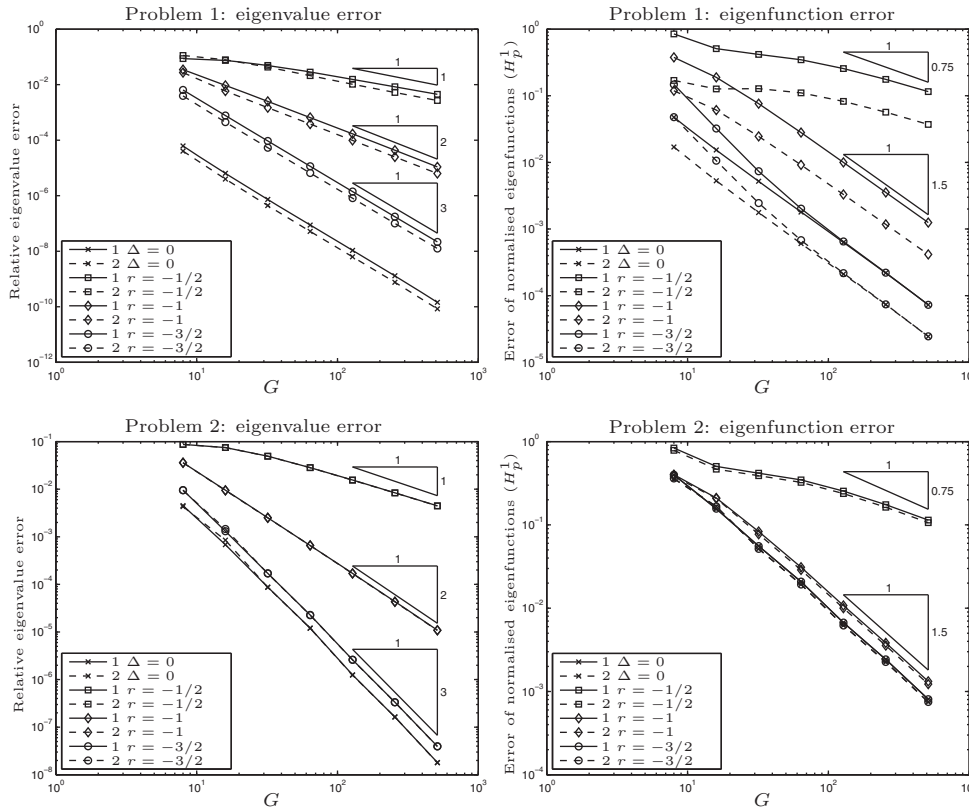 Problem 1: eigenvalue error
Relative eigenvalue error
10^0
10^−2
10^−4
10^−6
10^−8
10^−10
10^−12
1
1
1
2
1
3
1 Δ = 0
2 Δ = 0
1 r = −1/2
2 r = −1/2
1 r = −1
2 r = −1
1 r = −3/2
2 r = −3/2
10^0
10^1
10^2
10^3
G
Problem 1: eigenfunction error
Error of normalised eigenfunctions (H_p^1)
10^0
10^−1
10^−2
10^−3
10^−4
10^−5
1
0.75
1
1.5
1 Δ = 0
2 Δ = 0
1 r = −1/2
2 r = −1/2
1 r = −1
2 r = −1
1 r = −3/2
2 r = −3/2
10^0
10^1
10^2
10^3
G
Problem 2: eigenvalue error
Relative eigenvalue error
10^−1
10^−2
10^−3
10^−4
10^−5
10^−6
10^−7
10^−8
1
1
1
2
1
3
1 Δ = 0
2 Δ = 0
1 r = −1/2
2 r = −1/2
1 r = −1
2 r = −1
1 r = −3/2
2 r = −3/2
10^0
10^1
10^2
10^3
G
Problem 2: eigenfunction error
Error of normalised eigenfunctions (H_p^1)
10^0
10^−1
10^−2
10^−3
10^−4
1
0.75
1
1.5
1 Δ = 0
2 Δ = 0
1 r = −1/2
2 r = −1/2
1 r = −1
2 r = −1
1 r = −3/2
2 r = −3/2
10^0
10^1
10^2
10^3
G